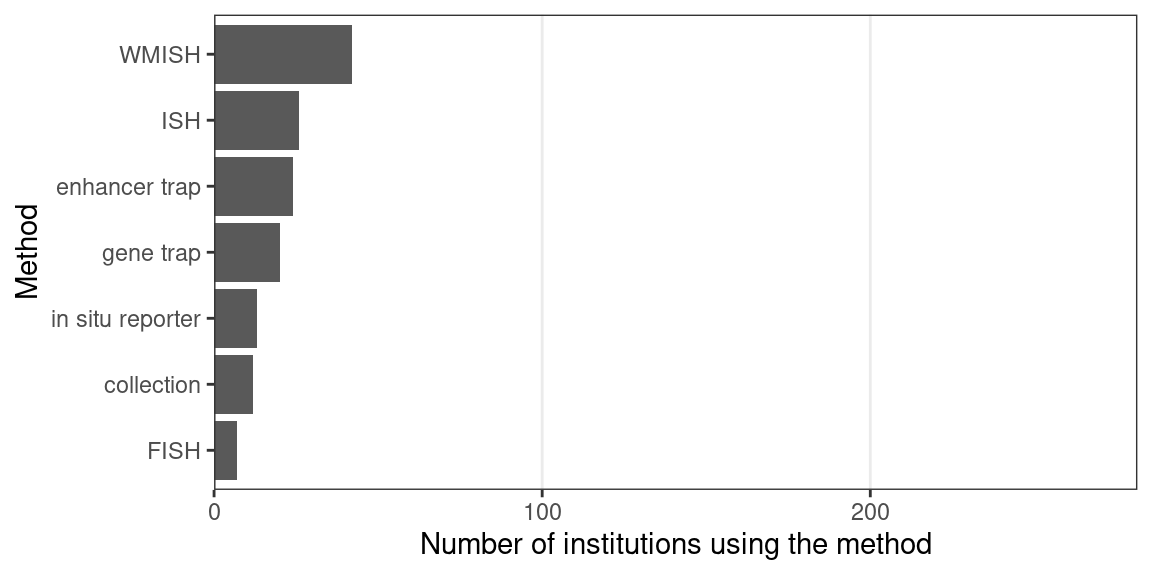 Method
WMISH
ISH
enhancer trap
gene trap
in situ reporter
collection
FISH
0
100
200
Number of institutions using the method